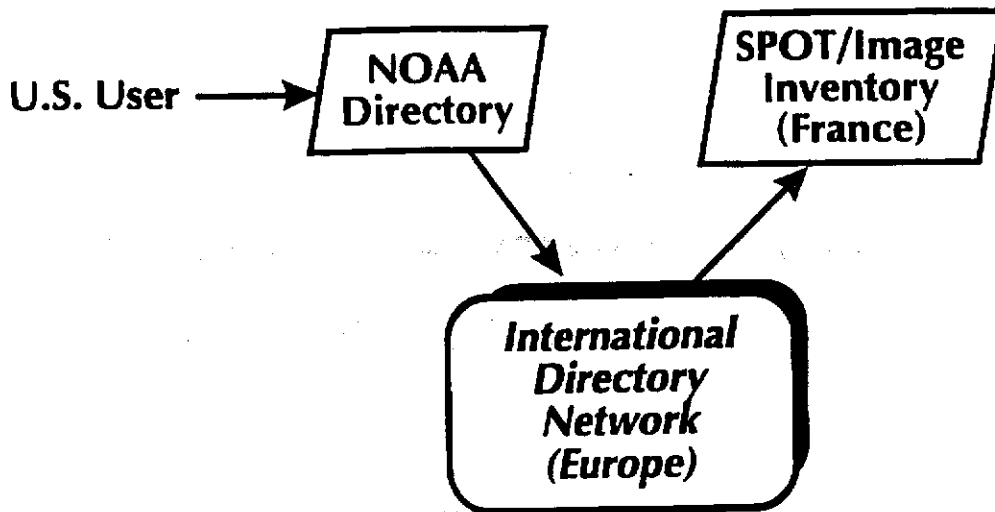 U.S. User
NOAA
Directory
SPOT/Image
Inventory
(France)
International
Directory
Network
(Europe)